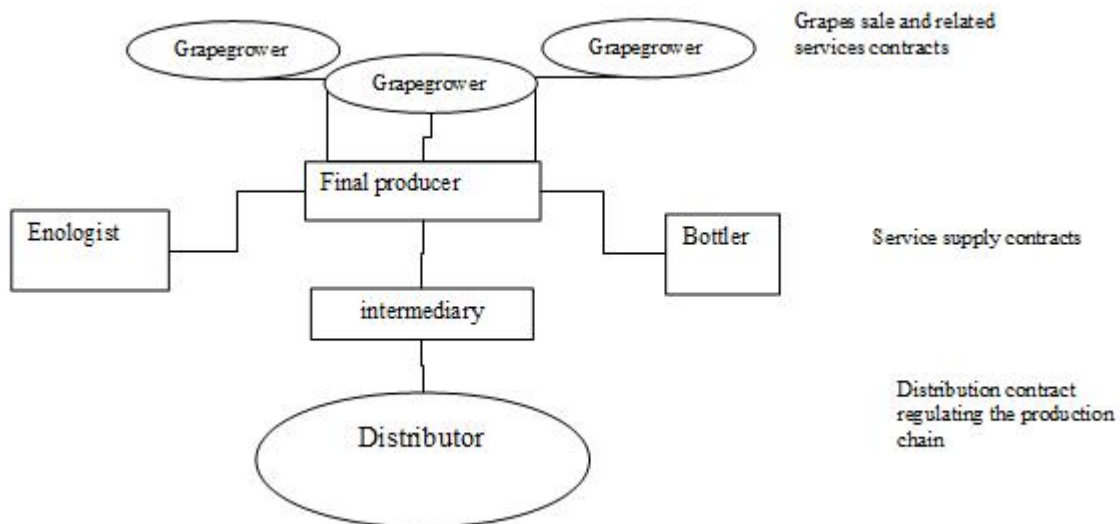 Grapegrower
Grapegrower
Grapegrower
Grapes sale and related
services contracts
Final producer
Enologist
Bottler
Service supply contracts
intermediary
Distributor
Distribution contract
regulating the production
chain